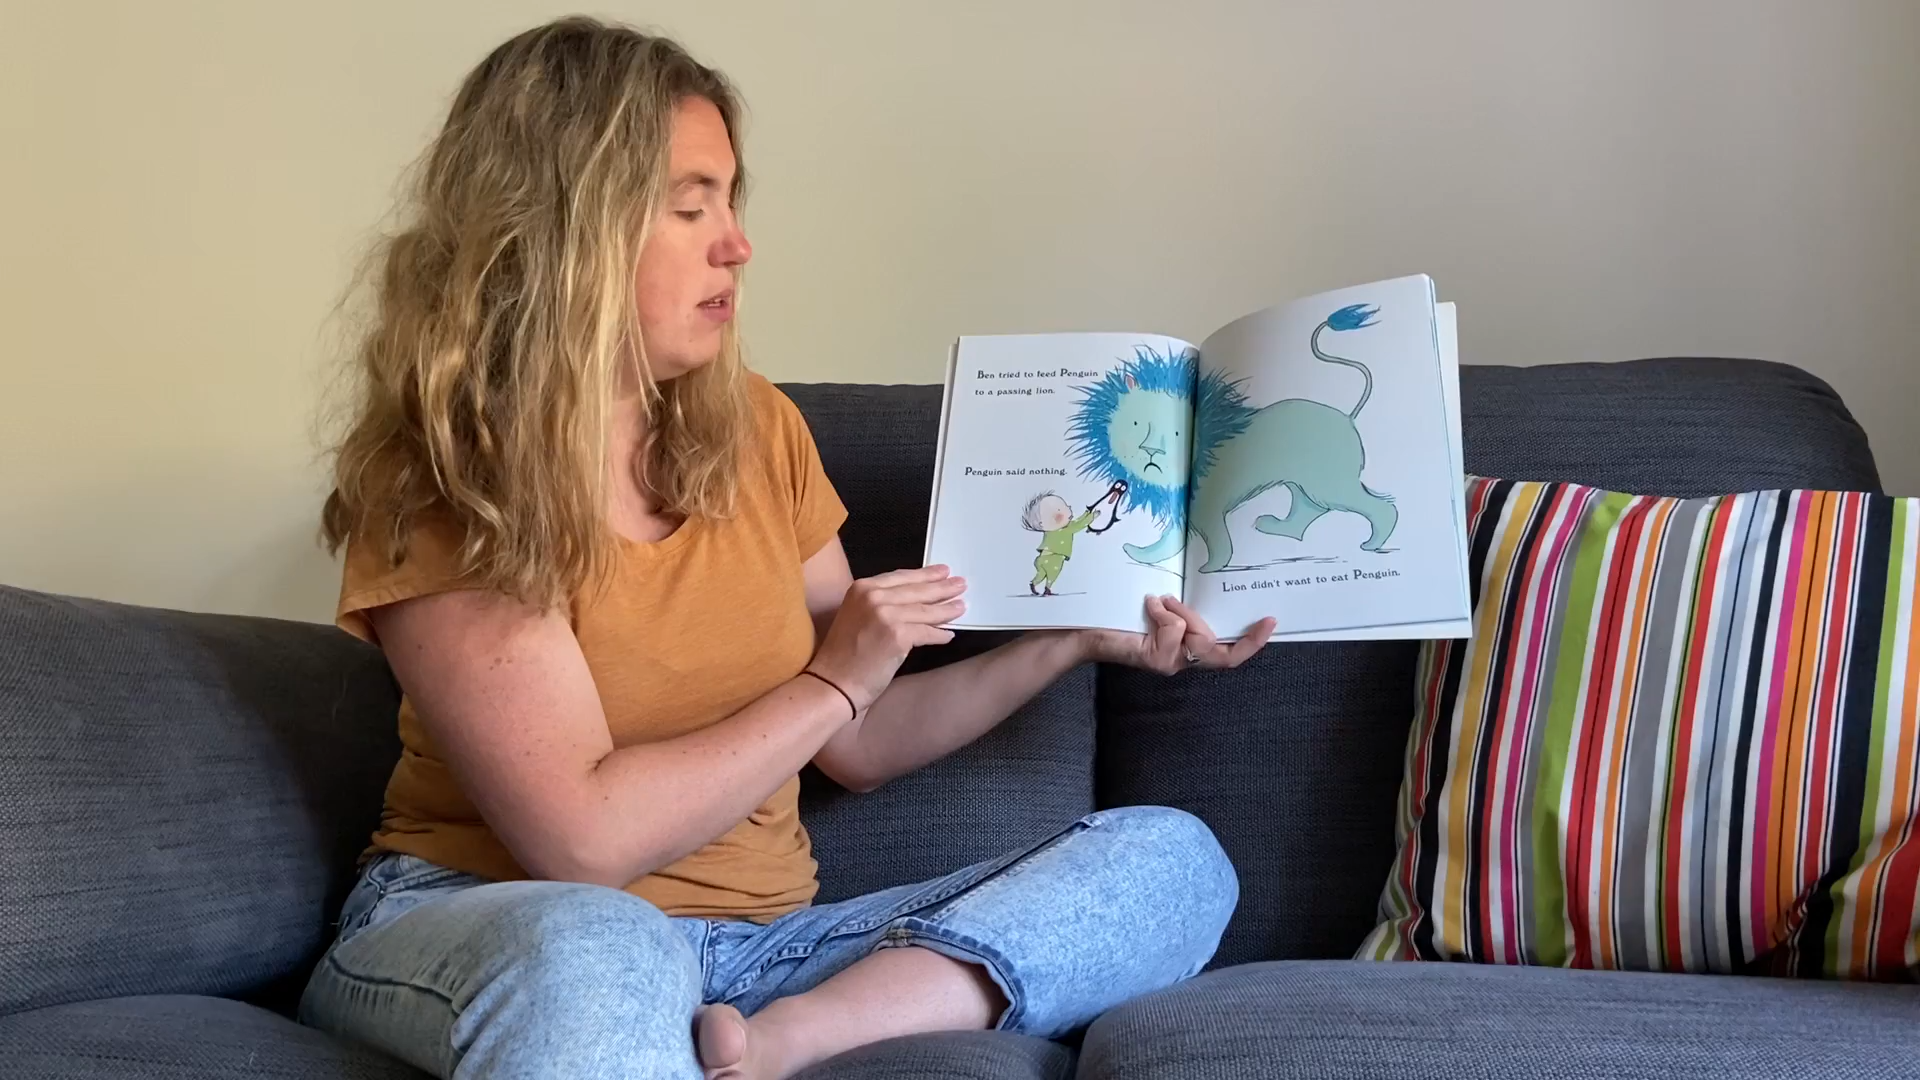 Ben tried to feed Penguin
to a passing lion.
Penguin said nothing.
Lion didn't want to eat Penguin.